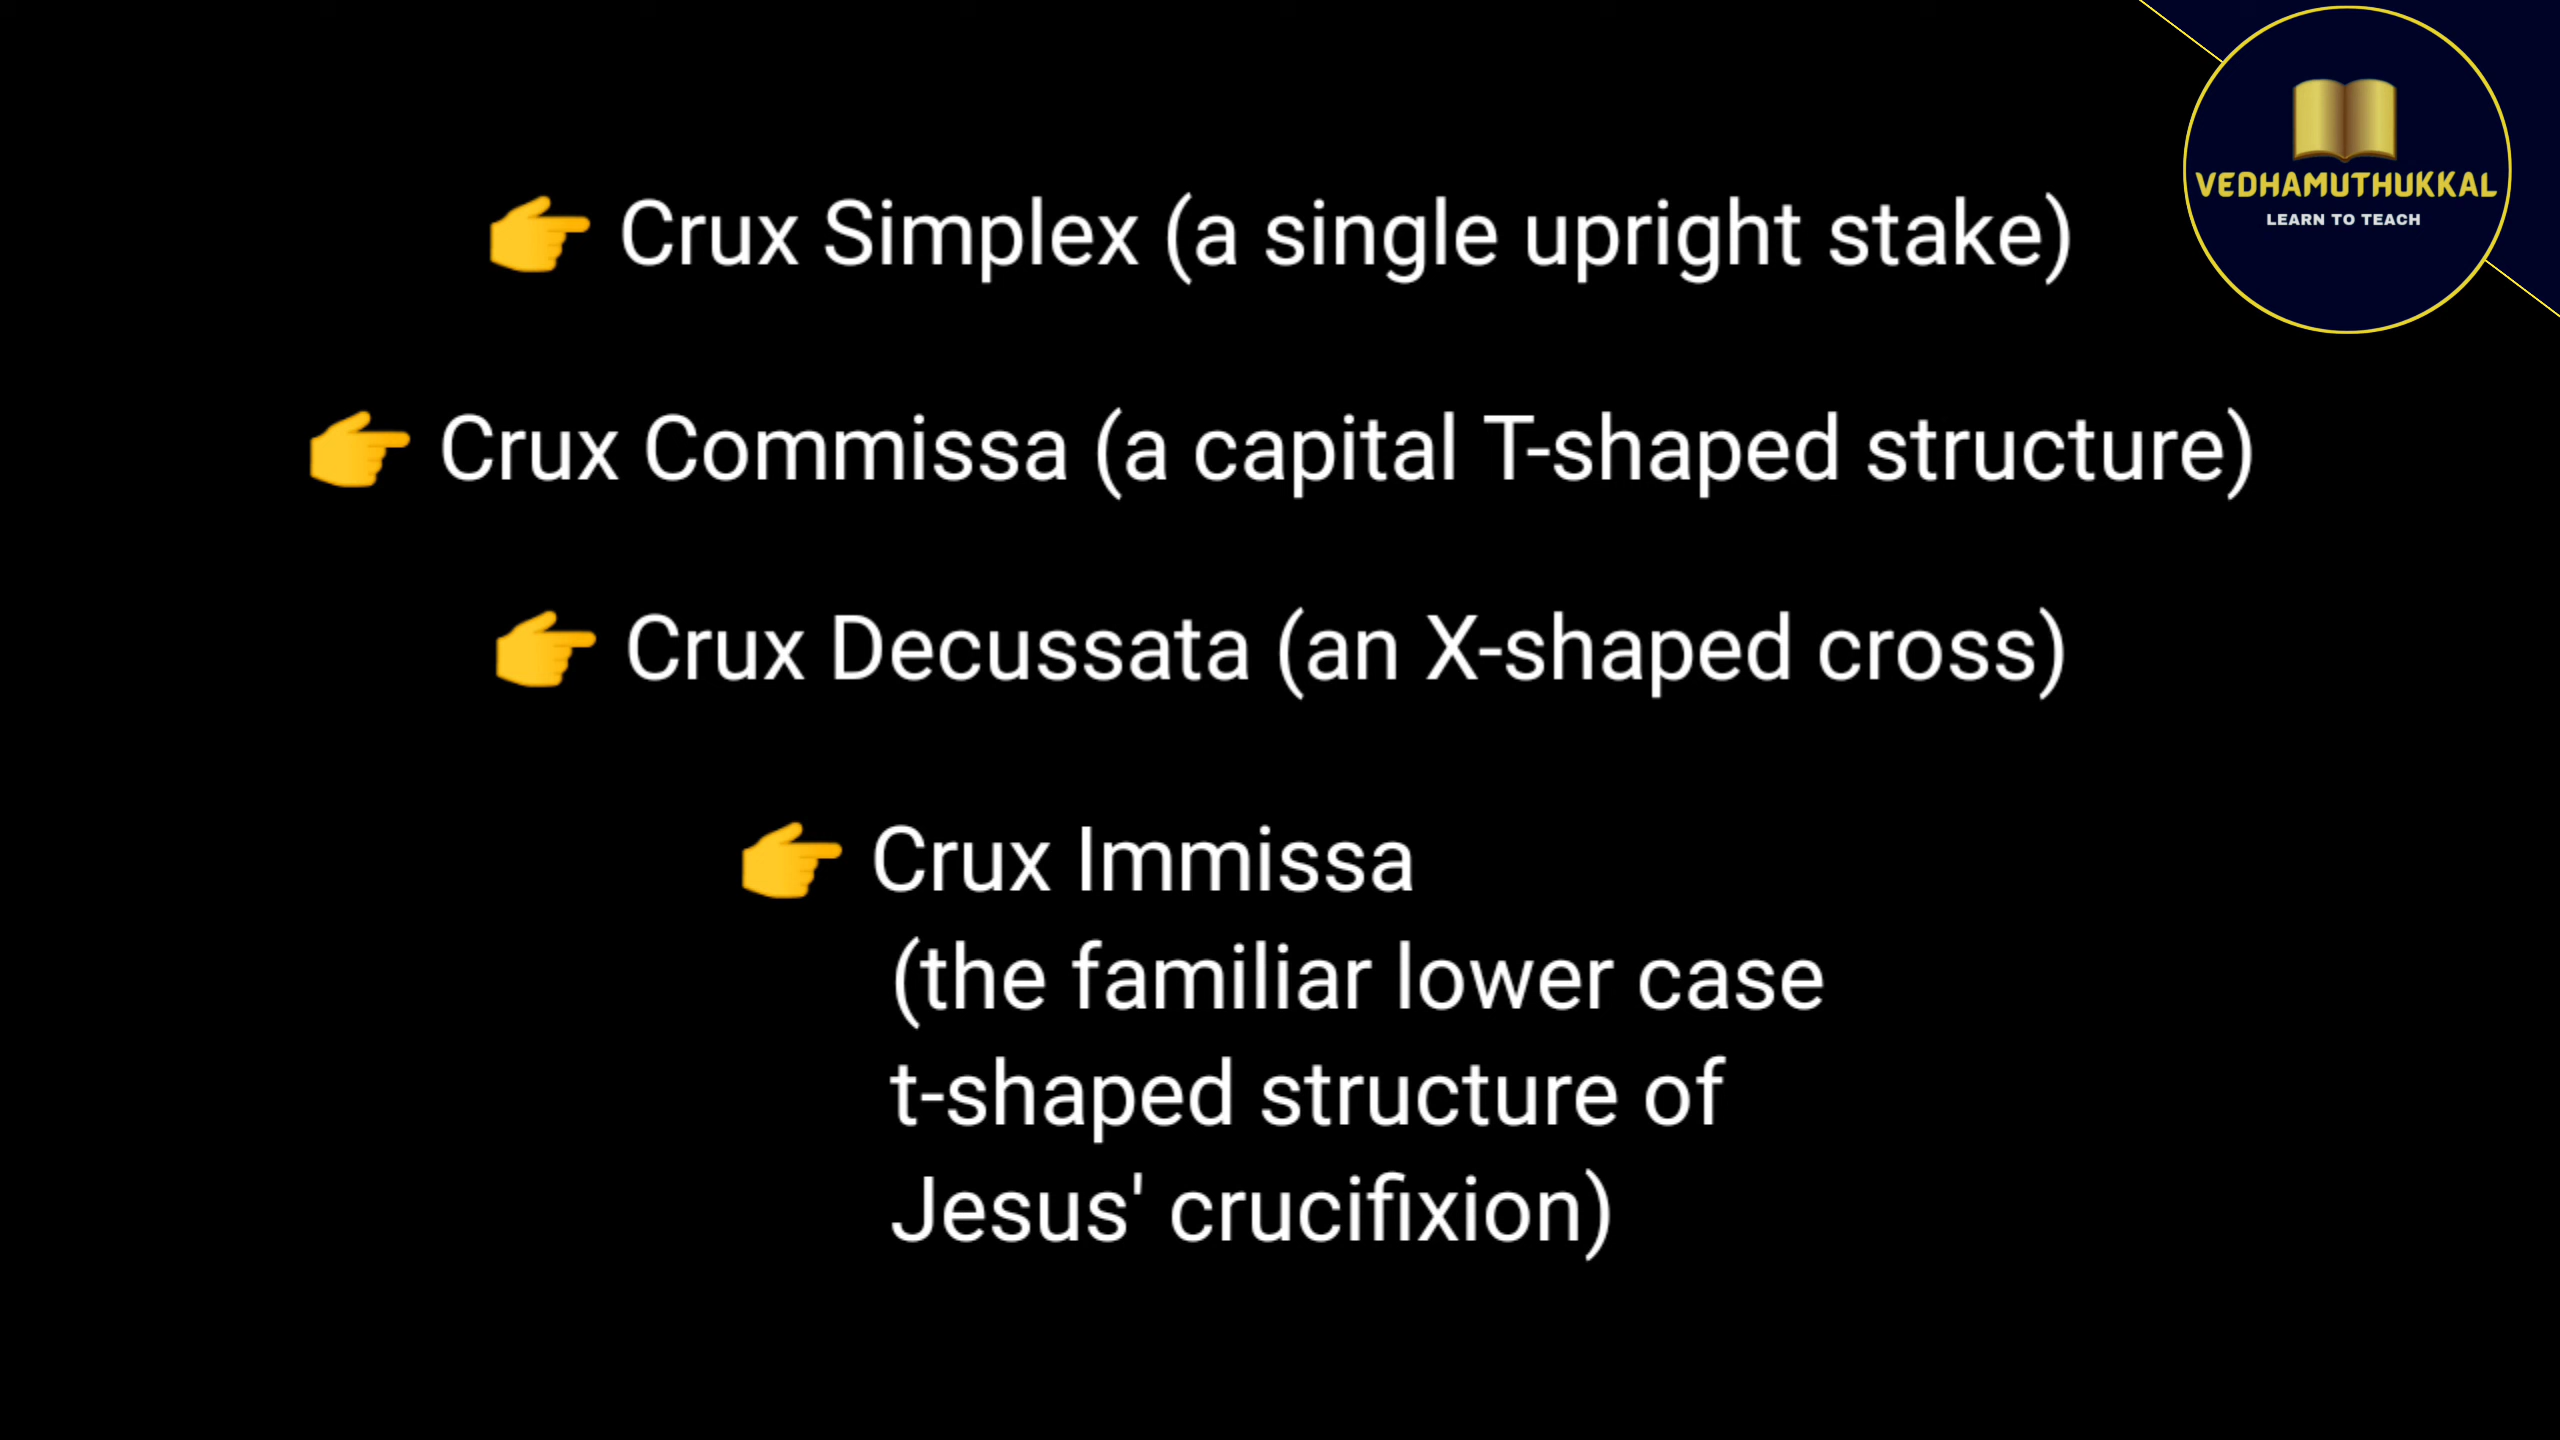 VEDHAMUTHUKKAL
LEARN TO TEACH
👉 Crux Simplex (a single upright stake)
👉 Crux Commissa (a capital T-shaped structure)
👉 Crux Decussata (an X-shaped cross)
👉 Crux Immissa
(the familiar lower case
t-shaped structure of
Jesus' crucifixion)